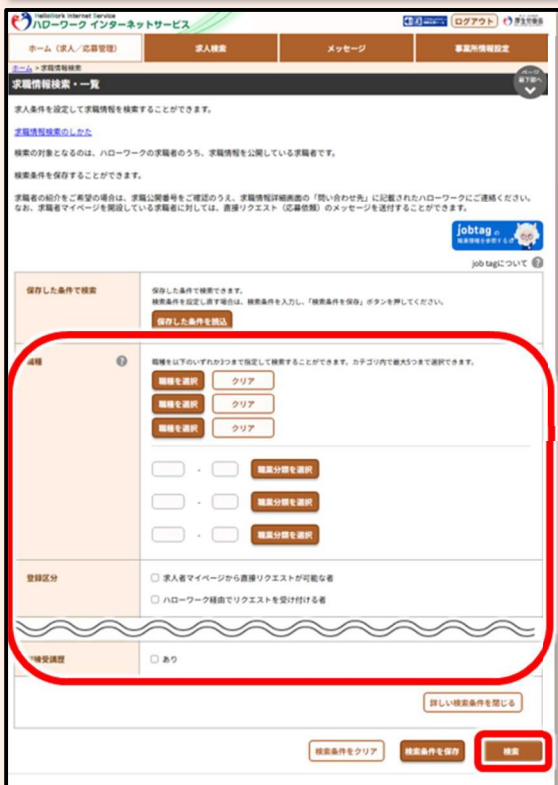 HelloWork Internet Service
ハローワーク インターネットサービス
ログアウト
厚生労働省
ホーム（求人／応募管理）
求人検索
メッセージ
事業所情報設定
ホーム > 求職情報検索
ページ
最下部へ
求職情報検索・一覧
求人条件を設定して求職情報を検索することができます。
求職情報検索のしかた
検索の対象となるのは、ハローワークの求職者のうち、求職情報を公開している求職者です。
検索条件を保存することができます。
求職者の紹介をご希望の場合は、求職公開番号をご確認のうえ、求職情報詳細画面の「問い合わせ先」に記載されたハローワークにご連絡ください。
なお、求職者マイページを開設している求職者に対しては、直接リクエスト（応募依頼）のメッセージを送付することができます。
jobtag の
職業情報を参照する
job tagについて
保存した条件で検索
保存した条件で検索できます。
検索条件を設定し直す場合は、検索条件を入力し、「検索条件を保存」ボタンを押してください。
保存した条件を読込
職種
職種を以下のいずれか3つまで指定して検索することができます。カテゴリ内で最大5つまで選択できます。
職種を選択 クリア
職種を選択 クリア
職種を選択 クリア
- 職業分類を選択
- 職業分類を選択
- 職業分類を選択
登録区分
求人者マイページから直接リクエストが可能な者
ハローワーク経由でリクエストを受け付ける者
受講歴
あり
詳しい検索条件を閉じる
検索条件をクリア
検索条件を保存
検索